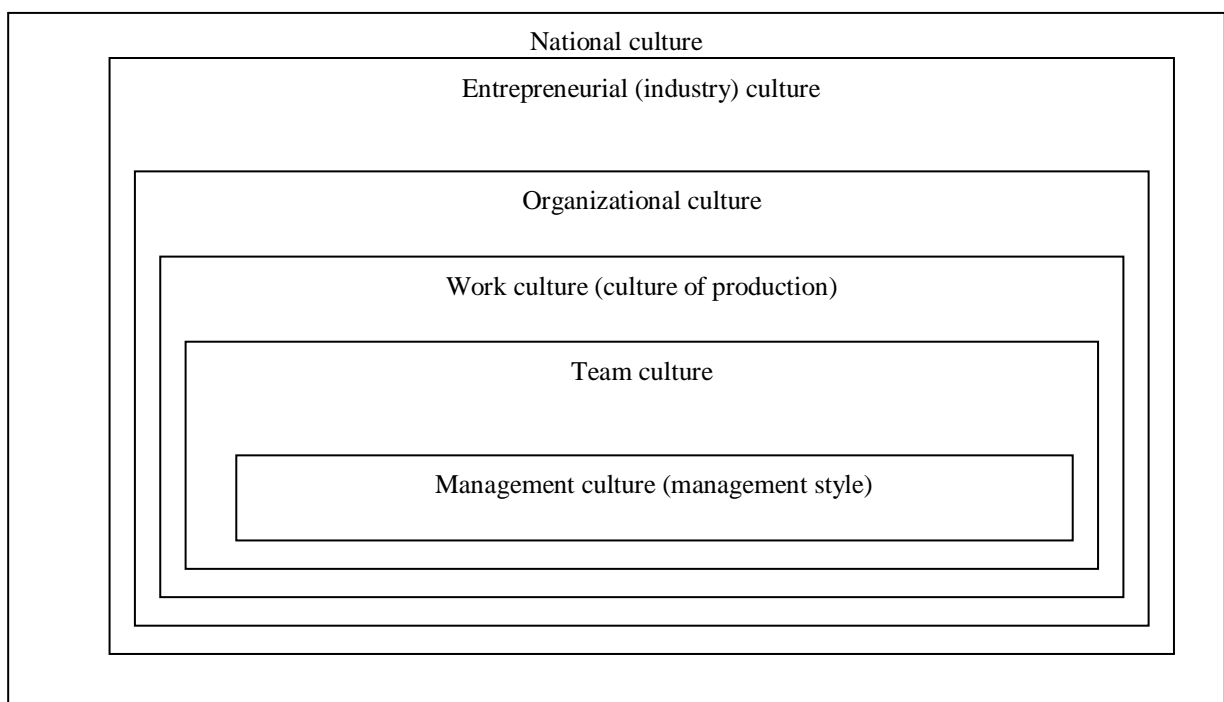 National culture
Entrepreneurial (industry) culture
Organizational culture
Work culture (culture of production)
Team culture
Management culture (management style)